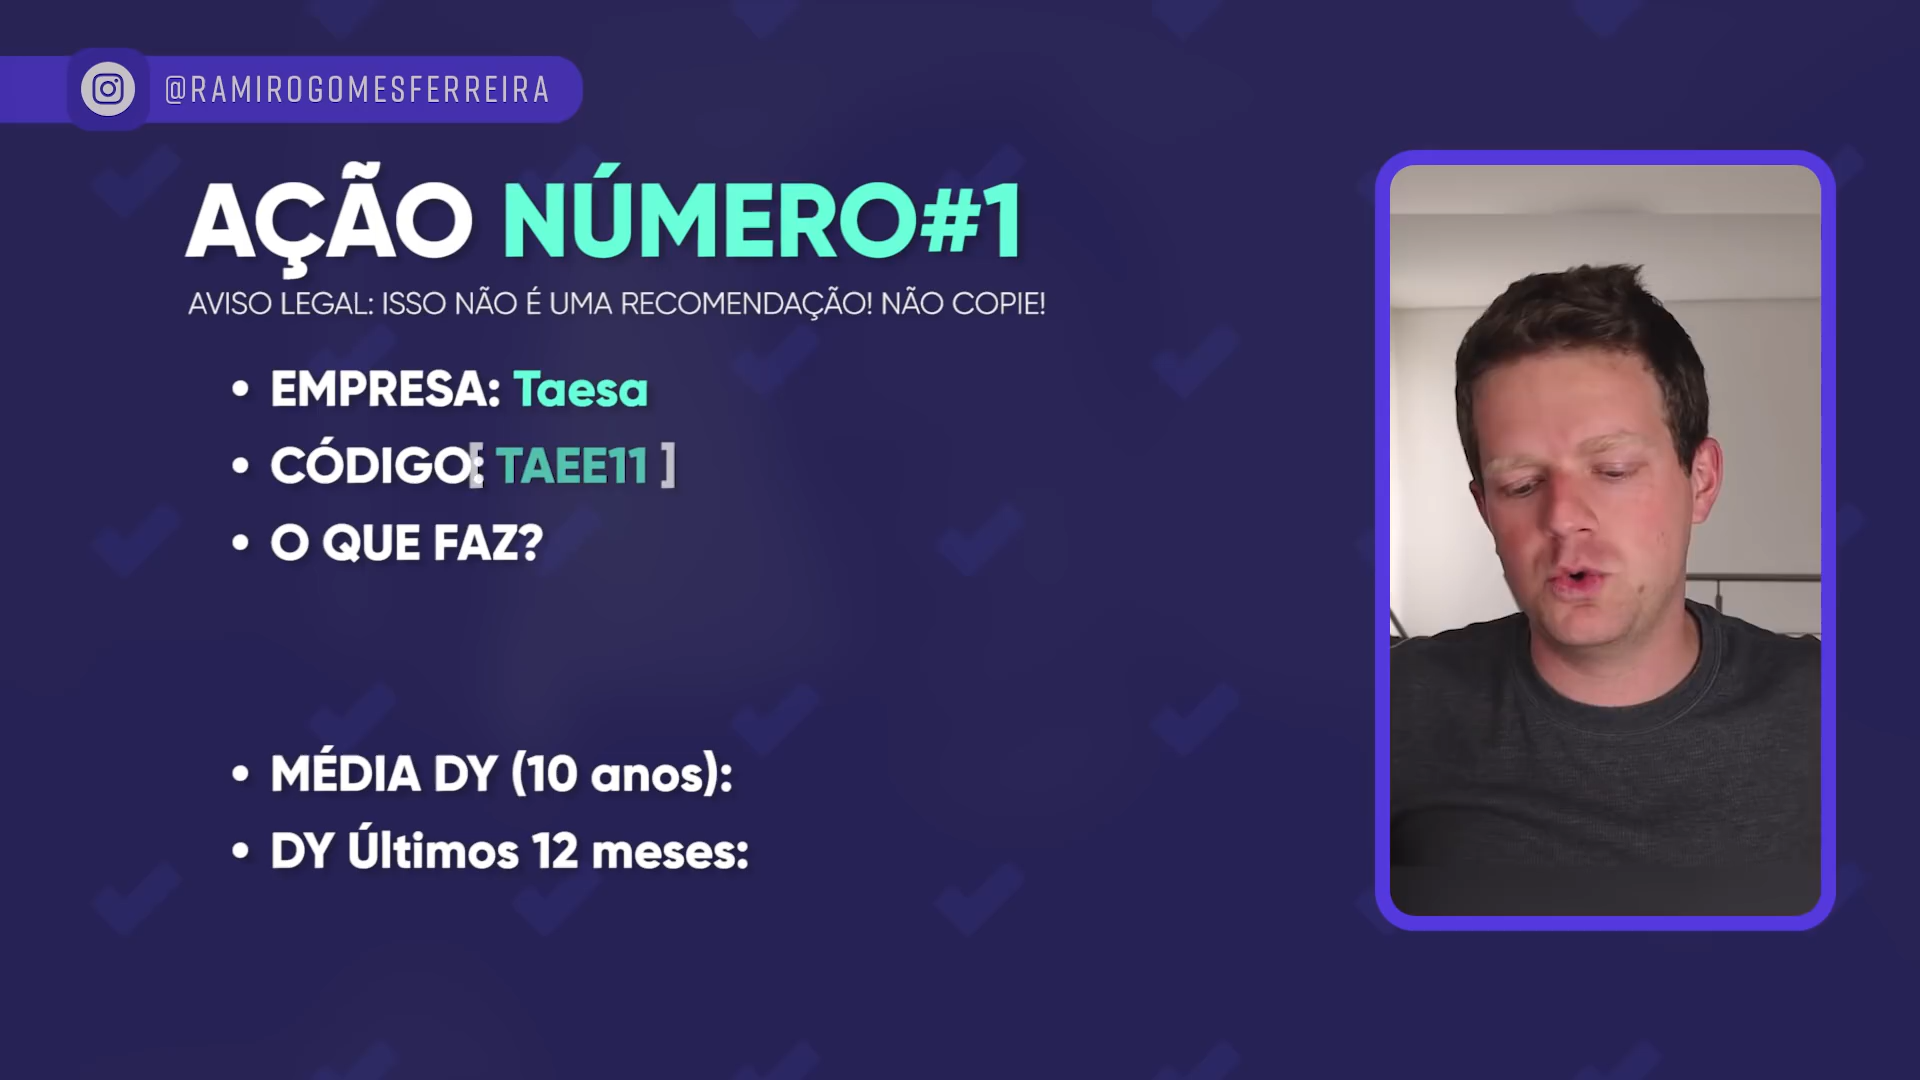 @RAMIROGOMESFERREIRA
AÇÃO NÚMERO#1
AVISO LEGAL: ISSO NÃO É UMA RECOMENDAÇÃO! NÃO COPIE!
• EMPRESA: Taesa
• CÓDIGO[: TAEE11 ]
• O QUE FAZ?
• MÉDIA DY (10 anos):
• DY Últimos 12 meses: